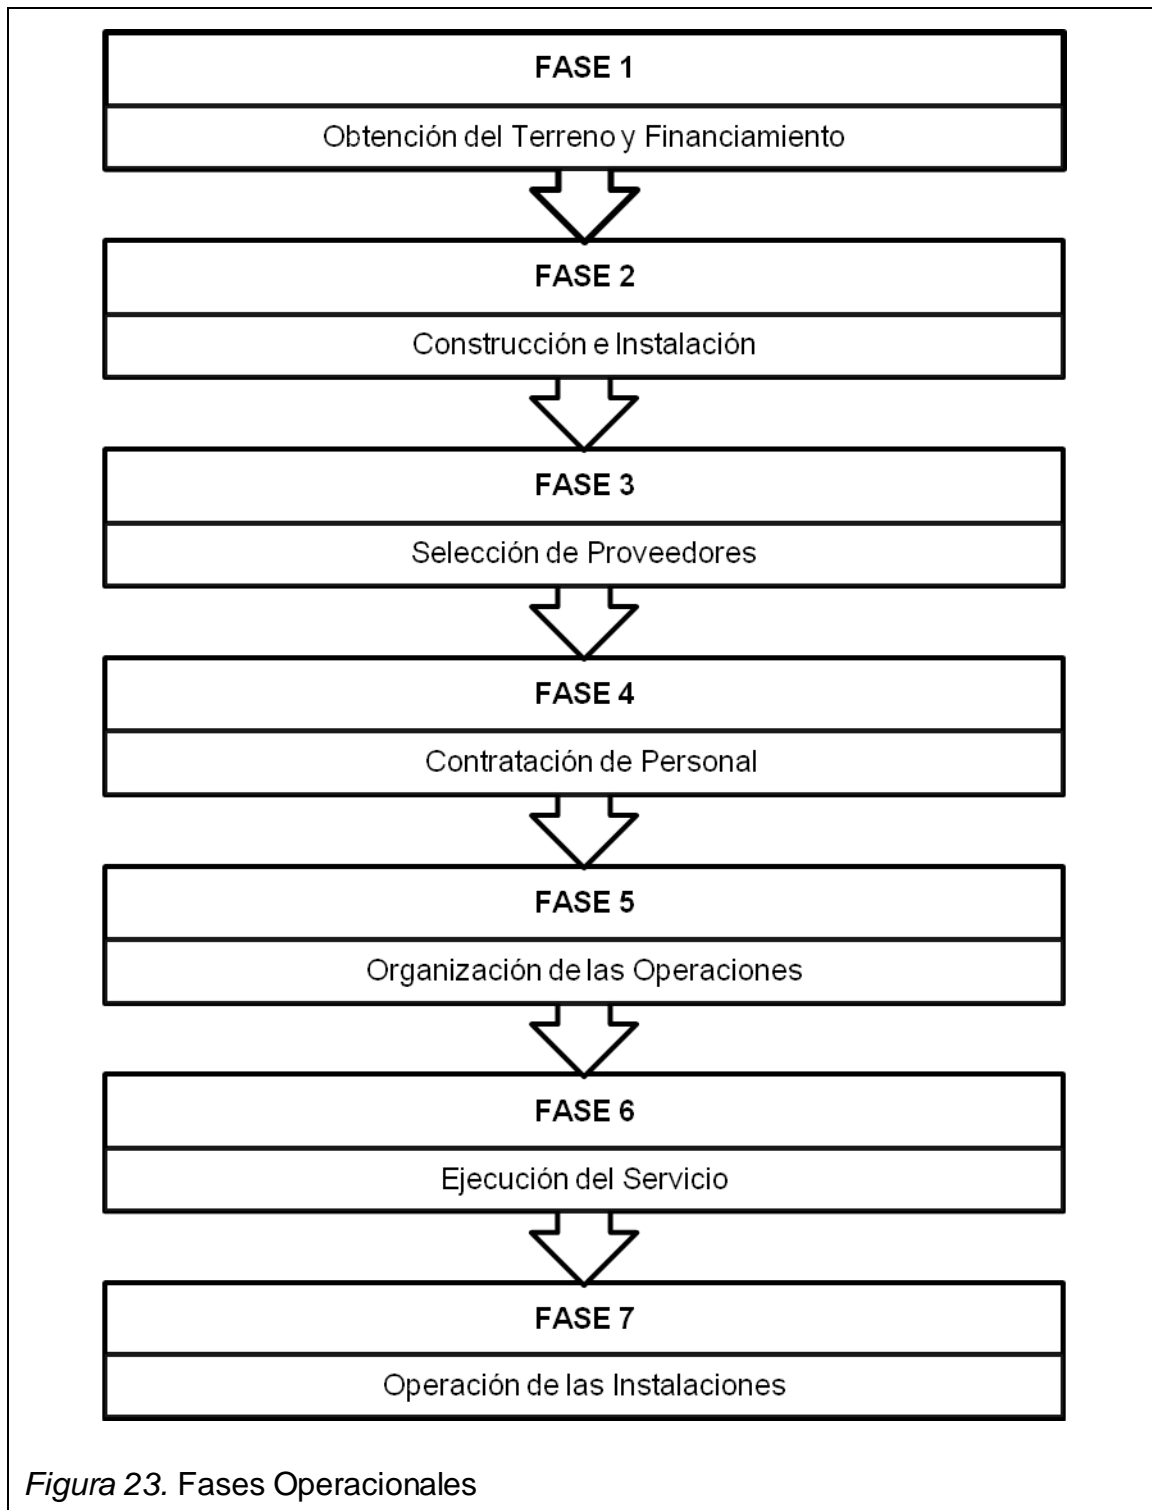 FASE 1
Obtención del Terreno y Financiamiento
FASE 2
Construcción e Instalación
FASE 3
Selección de Proveedores
FASE 4
Contratación de Personal
FASE 5
Organización de las Operaciones
FASE 6
Ejecución del Servicio
FASE 7
Operación de las Instalaciones
Figura 23. Fases Operacionales